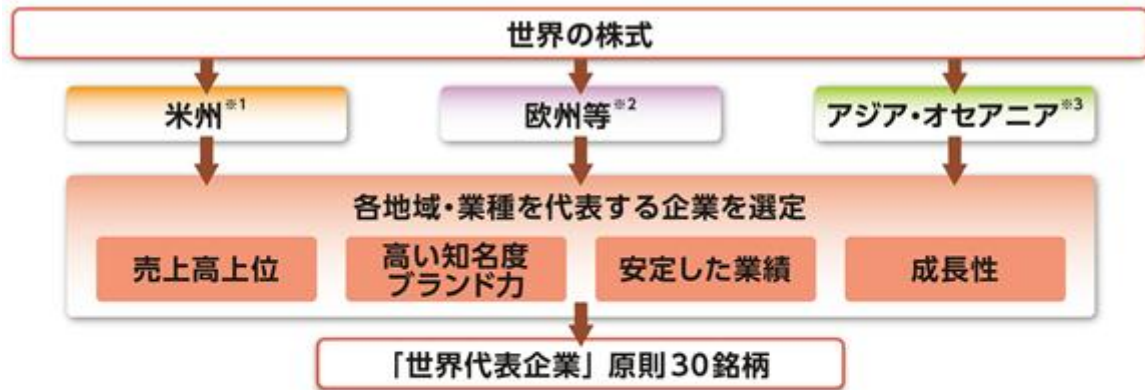 世界の株式
米州※1
欧州等※2
アジア・オセアニア※3
各地域・業種を代表する企業を選定
売上高上位
高い知名度
ブランド力
安定した業績
成長性
「世界代表企業」原則30銘柄